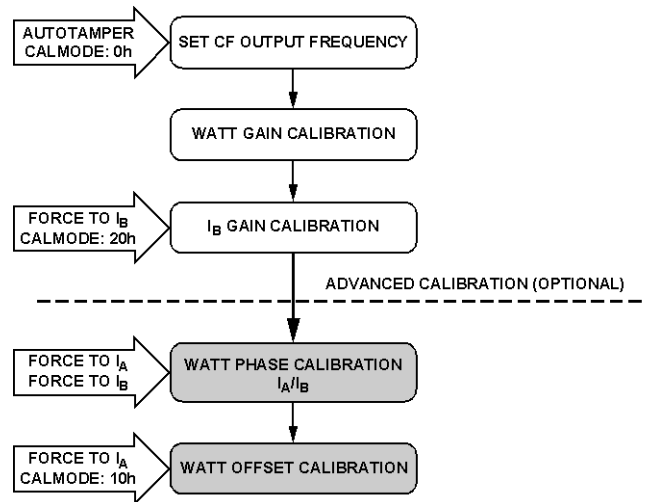 AUTOTAMPER
CALMODE: 0h
SET CF OUTPUT FREQUENCY
WATT GAIN CALIBRATION
FORCE TO IB
CALMODE: 20h
IB GAIN CALIBRATION
ADVANCED CALIBRATION (OPTIONAL)
FORCE TO IA
FORCE TO IB
WATT PHASE CALIBRATION
IA/IB
FORCE TO IA
CALMODE: 10h
WATT OFFSET CALIBRATION